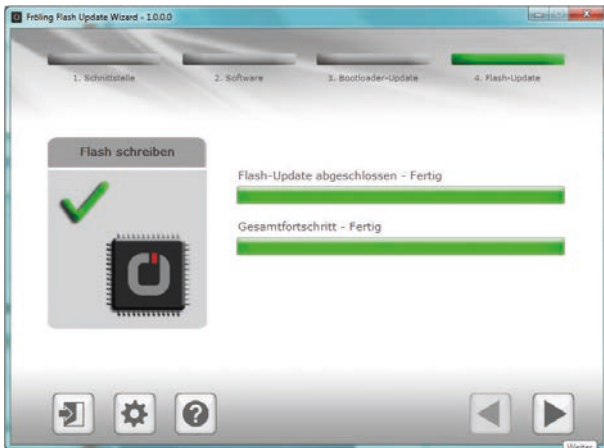 Fröling Flash Update Wizard - 1.0.0.0
1. Schnittstelle
2. Software
3. Bootloader-Update
4. Flash-Update
Flash schreiben
Flash-Update abgeschlossen - Fertig
Gesamtfortschritt - Fertig
?
Weiter